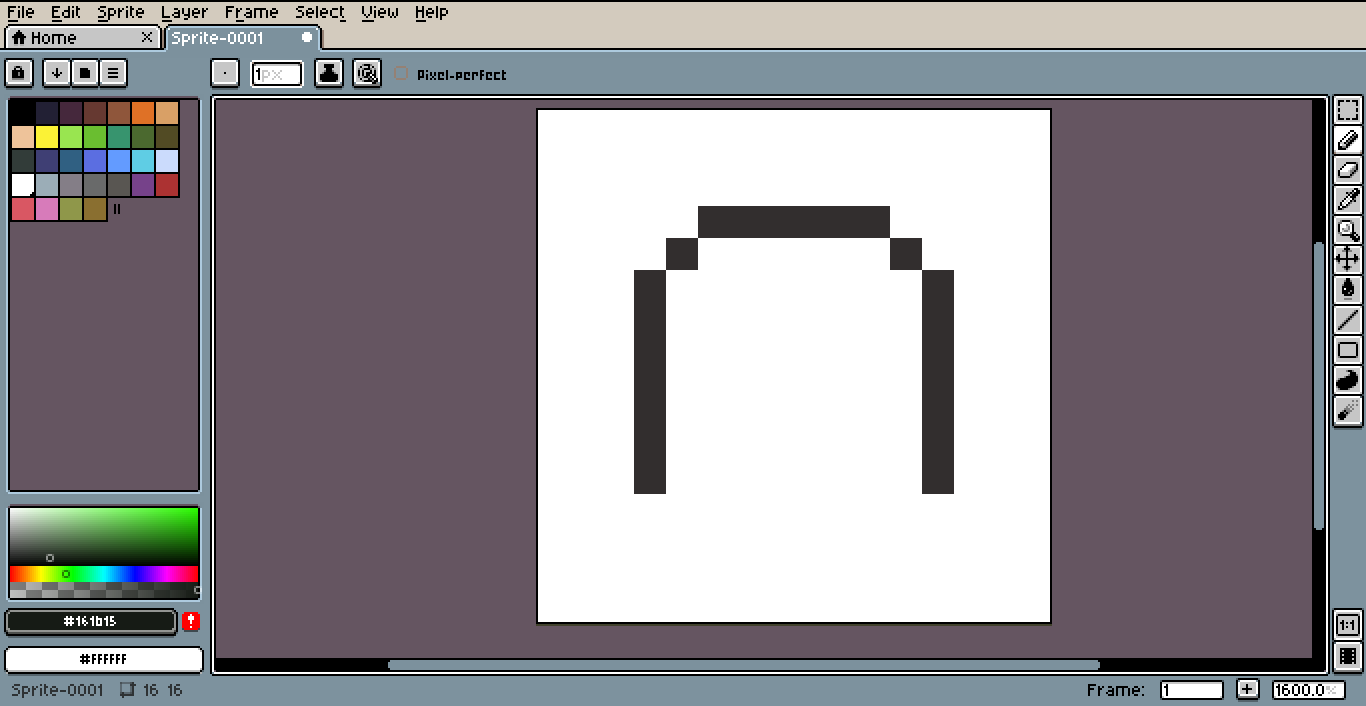 File Edit Sprite Layer Frame Select View Help
Home Sprite-0001
1px Pixel-perfect
#161b15
#FFFFFF
1:1
Sprite-0001 16 16 Frame: 1 1600.0%